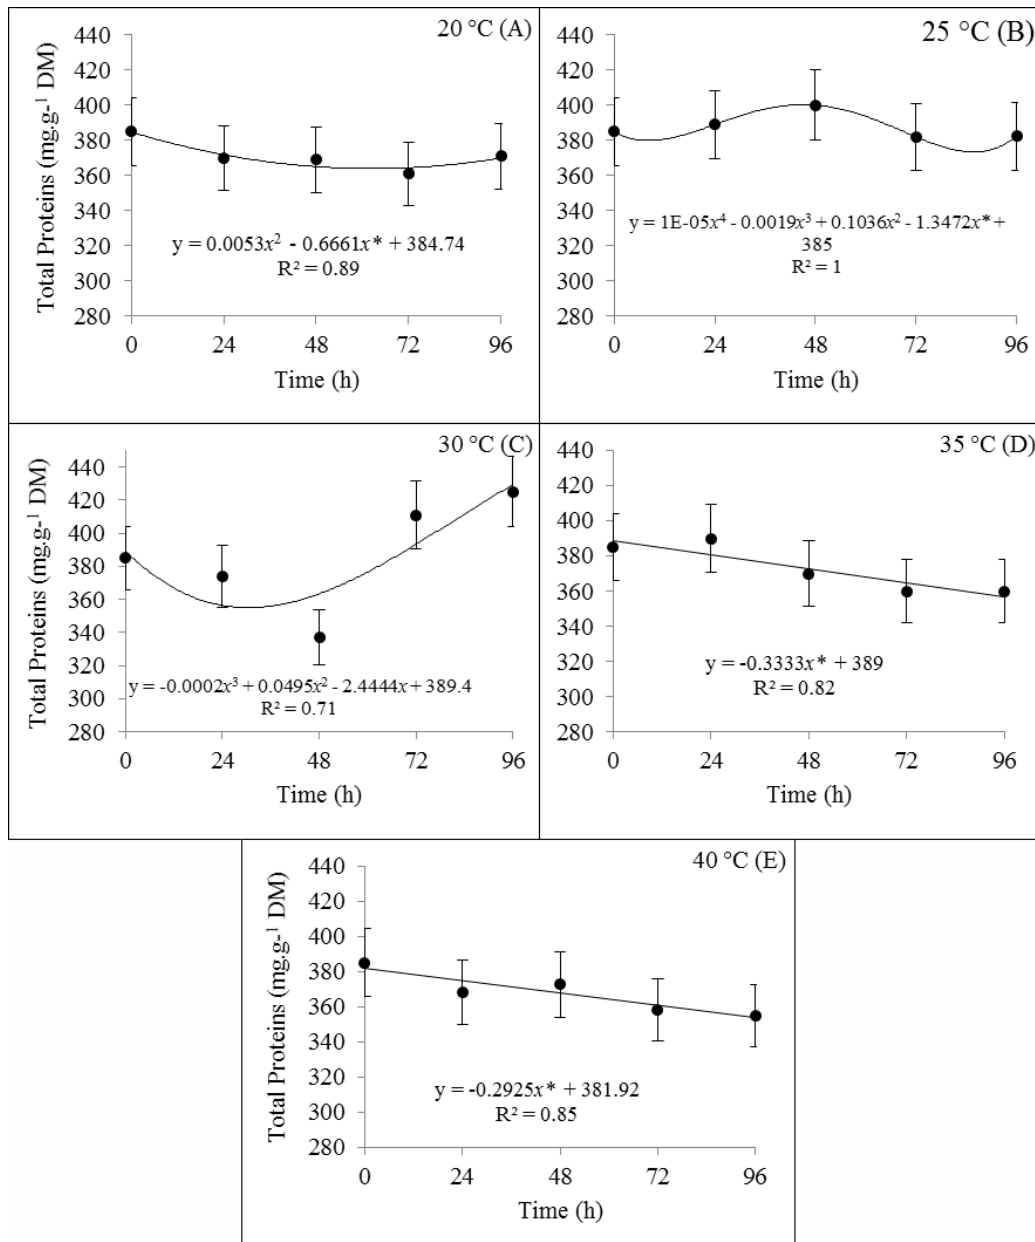 20 °C (A)
Total Proteins (mg.g-¹ DM)
440
420
400
380
360
340
320
300
280
y = 0.0053x² - 0.6661x* + 384.74
R² = 0.89
0 24 48 72 96
Time (h)
25 °C (B)
440
420
400
380
360
340
320
300
280
y = 1E-05x⁴ - 0.0019x³ + 0.1036x² - 1.3472x* +
385
R² = 1
0 24 48 72 96
Time (h)
30 °C (C)
Total Proteins (mg.g-¹ DM)
440
420
400
380
360
340
320
300
280
y = -0.0002x³ + 0.0495x² - 2.4444x + 389.4
R² = 0.71
0 24 48 72 96
Time (h)
35 °C (D)
440
420
400
380
360
340
320
300
280
y = -0.3333x* + 389
R² = 0.82
0 24 48 72 96
Time (h)
40 °C (E)
Total Proteins (mg.g-¹ DM)
440
420
400
380
360
340
320
300
280
y = -0.2925x* + 381.92
R² = 0.85
0 24 48 72 96
Time (h)